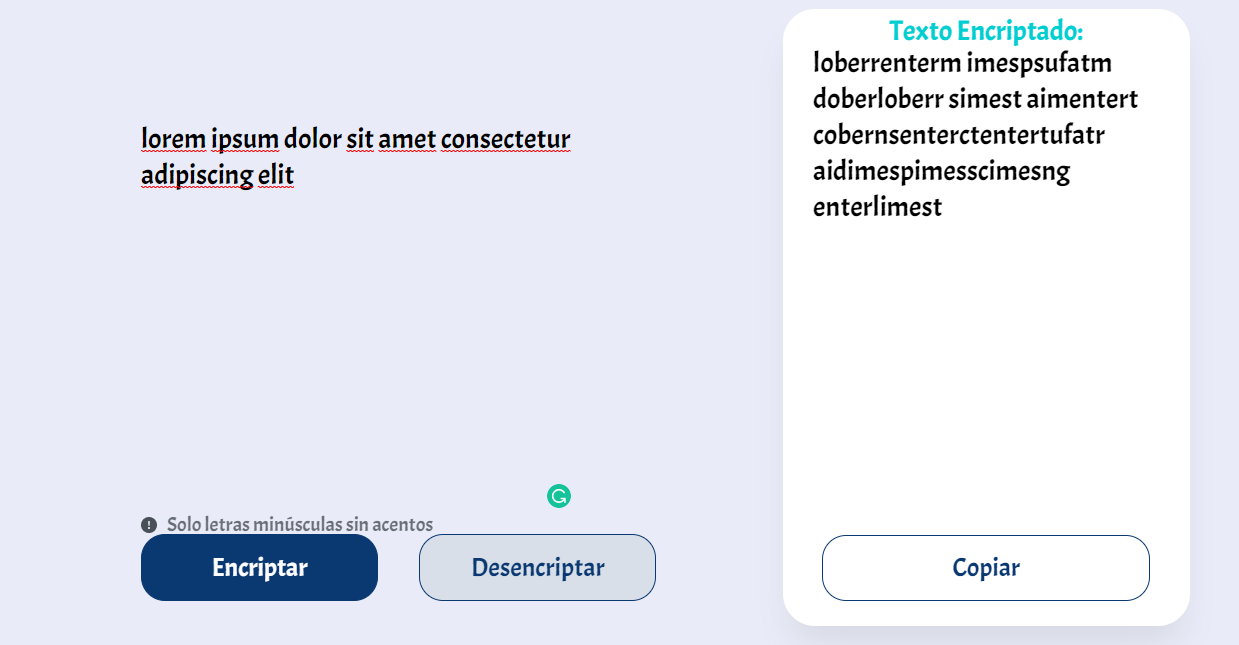 lorem ipsum dolor sit amet consectetur
adipiscing elit
Solo letras minúsculas sin acentos
Encriptar
Desencriptar
Texto Encriptado:
loberrenterm imespsufatm
doberloberr simest aimentert
cobernsenterctentertufatr
aidimespimesscimesng
enterlimest
Copiar